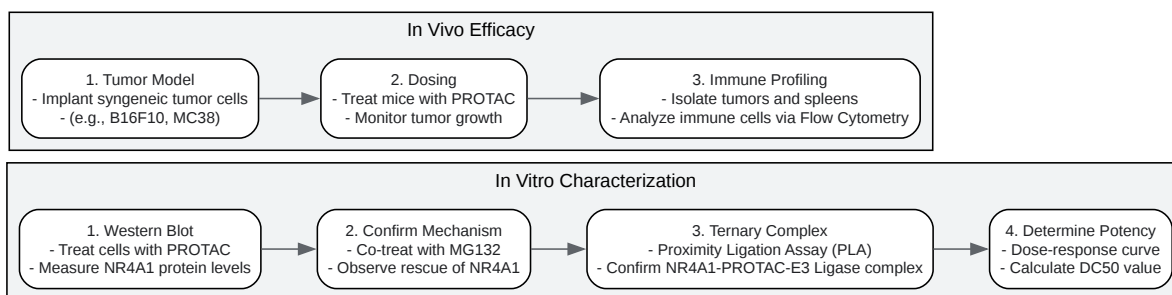 In Vivo Efficacy
1. Tumor Model
- Implant syngeneic tumor cells
- (e.g., B16F10, MC38)
2. Dosing
- Treat mice with PROTAC
- Monitor tumor growth
3. Immune Profiling
- Isolate tumors and spleens
- Analyze immune cells via Flow Cytometry
In Vitro Characterization
1. Western Blot
- Treat cells with PROTAC
- Measure NR4A1 protein levels
2. Confirm Mechanism
- Co-treat with MG132
- Observe rescue of NR4A1
3. Ternary Complex
- Proximity Ligation Assay (PLA)
- Confirm NR4A1-PROTAC-E3 Ligase complex
4. Determine Potency
- Dose-response curve
- Calculate DC50 value